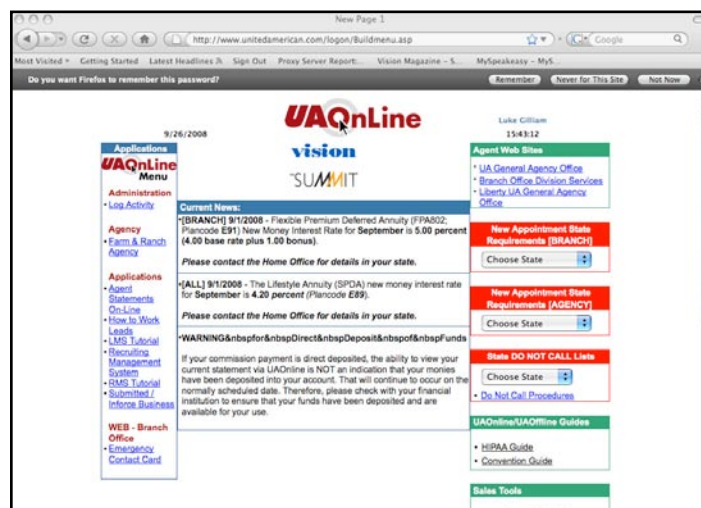 New Page 1
http://www.unitedamerican.com/logon/Buildmenu.asp
Google
Most Visited
Getting Started
Latest Headlines
Sign Out
Proxy Server Report:...
Vision Magazine - S...
MySpeakeasy - MyS...
Do you want Firefox to remember this password?
Remember
Never for This Site
Not Now
UAOnLine
Luke Gilliam
9/26/2008
15:43:12
vision
SUMMIT
Applications
UAOnLine
Menu
Administration
• Log Activity
Agency
• Farm & Ranch
Agency
Applications
• Agent
Statements
On-Line
• How to Work
Leads
• LMS Tutorial
• Recruiting
Management
System
• RMS Tutorial
• Submitted /
Inforce Business
WEB - Branch
Office
• Emergency
Contact Card
Current News:
•[BRANCH] 9/1/2008 - Flexible Premium Deferred Annuity (FPA802;
Plancode E91) New Money Interest Rate for September is 5.00 percent
(4.00 base rate plus 1.00 bonus).
Please contact the Home Office for details in your state.
•[ALL] 9/1/2008 - The Lifestyle Annuity (SPDA) new money interest rate
for September is 4.20 percent (Plancode E89).
Please contact the Home Office for details in your state.
•WARNING&nbspfor&nbspDirect&nbspDeposit&nbspof&nbspFunds
If your commission payment is direct deposited, the ability to view your
current statement via UAOnline is NOT an indication that your monies
have been deposited into your account. That will continue to occur on the
normally scheduled date. Therefore, please check with your financial
institution to ensure that your funds have been deposited and are
available for your use.
Agent Web Sites
• UA General Agency Office
• Branch Office Division Services
• Liberty UA General Agency
Office
New Appointment State
Requirements [BRANCH]
Choose State
New Appointment State
Requirements [AGENCY]
Choose State
State DO NOT CALL Lists
Choose State
• Do Not Call Procedures
UAOnline/UAOffline Guides
• HIPAA Guide
• Convention Guide
Sales Tools